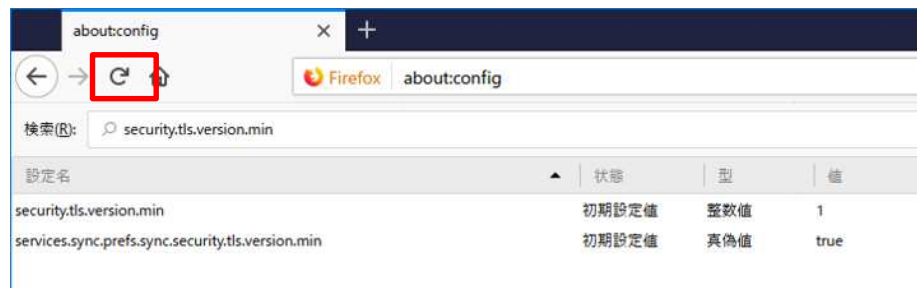 about:config
Firefox about:config
検索(R): security.tls.version.min
設定名 状態 型 値
security.tls.version.min 初期設定値 整数値 1
services.sync.prefs.sync.security.tls.version.min 初期設定値 真偽値 true